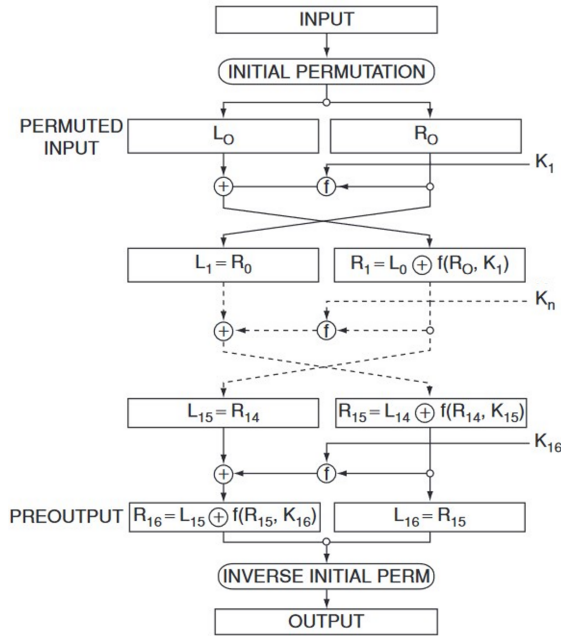 INPUT
INITIAL PERMUTATION
PERMUTED
INPUT
L₀
R₀
K₁
+
f
L₁ = R₀
R₁ = L₀ ⊕ f(R₀, K₁)
Kₙ
+
f
L₁₅ = R₁₄
R₁₅ = L₁₄ ⊕ f(R₁₄, K₁₅)
K₁₆
+
f
PREOUTPUT
R₁₆ = L₁₅ ⊕ f(R₁₅, K₁₆)
L₁₆ = R₁₅
INVERSE INITIAL PERM
OUTPUT